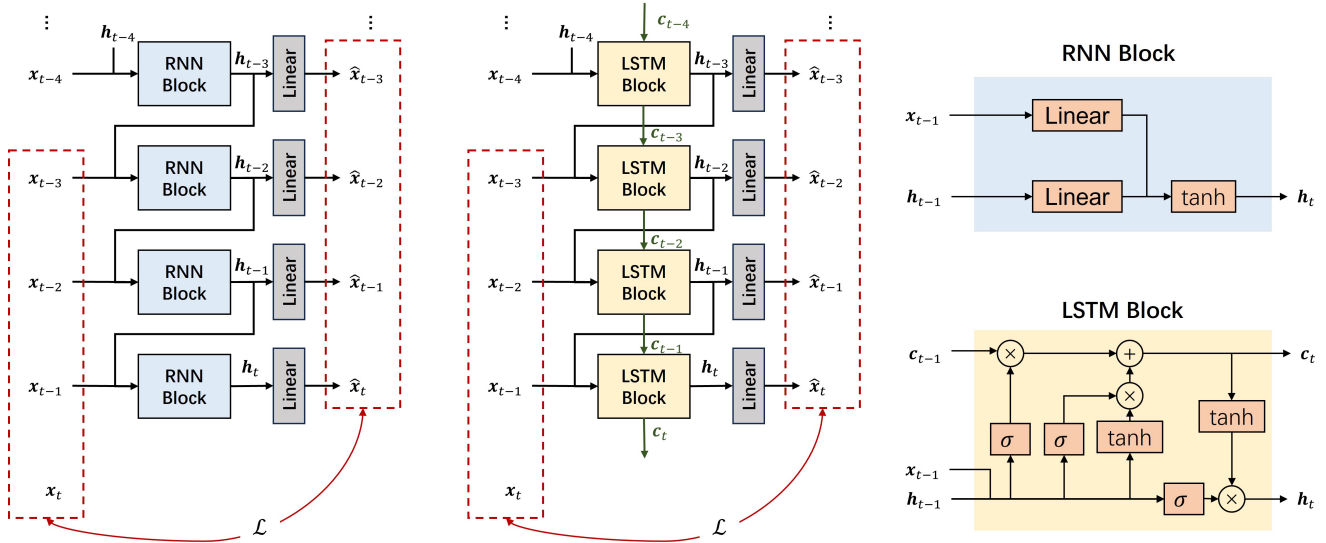 ⋮ ⋮
h_{t-4}
x_{t-4} RNN Block h_{t-3} Linear x̂_{t-3}
x_{t-3} RNN Block h_{t-2} Linear x̂_{t-2}
x_{t-2} RNN Block h_{t-1} Linear x̂_{t-1}
x_{t-1} RNN Block h_t Linear x̂_t
x_t
ℒ
⋮ c_{t-4} ⋮
h_{t-4}
x_{t-4} LSTM Block h_{t-3} Linear x̂_{t-3}
c_{t-3}
x_{t-3} LSTM Block h_{t-2} Linear x̂_{t-2}
c_{t-2}
x_{t-2} LSTM Block h_{t-1} Linear x̂_{t-1}
c_{t-1}
x_{t-1} LSTM Block h_t Linear x̂_t
c_t
x_t
ℒ
RNN Block
x_{t-1} Linear
h_{t-1} Linear tanh h_t
LSTM Block
c_{t-1} × + c_t
×
σ σ tanh tanh
x_{t-1}
h_{t-1} σ × h_t